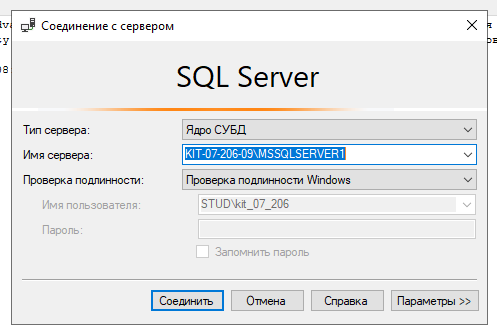 Соединение с сервером
SQL Server
Тип сервера: Ядро СУБД
Имя сервера: KIT-07-206-09\MSSQLSERVER1
Проверка подлинности: Проверка подлинности Windows
Имя пользователя: STUD\kit_07_206
Пароль:
Запомнить пароль
Соединить Отмена Справка Параметры >>